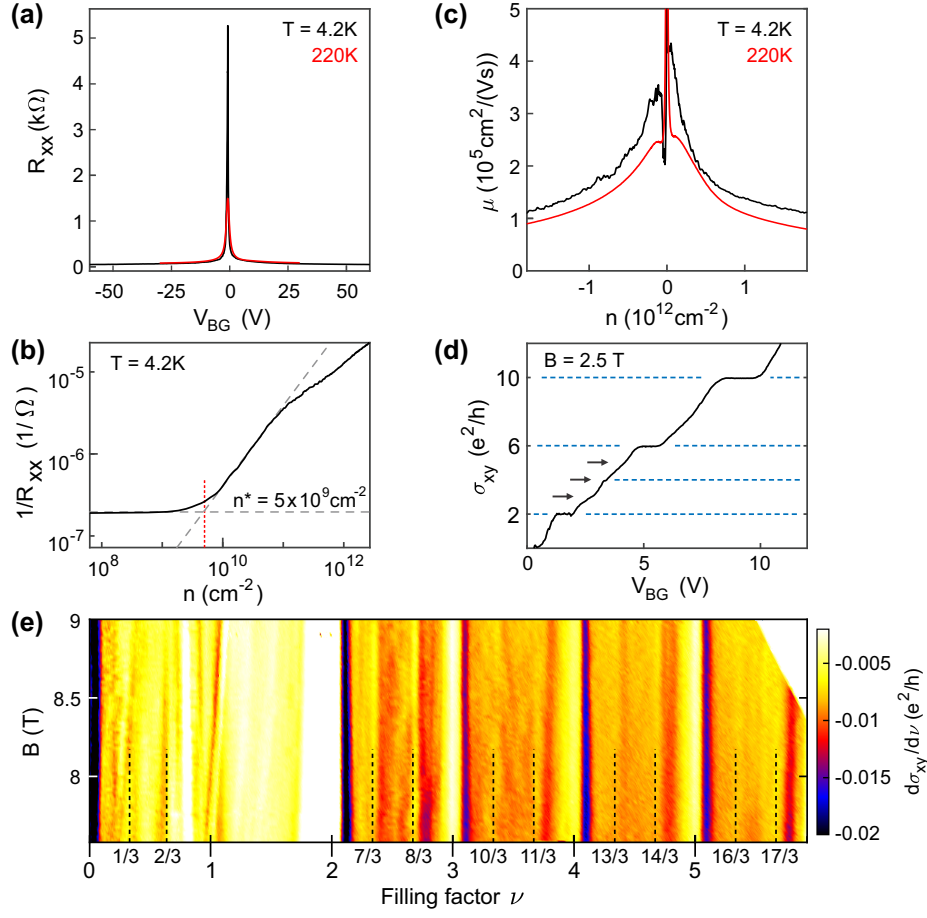 (a)
T = 4.2K
220K
R_xx (kΩ)
5
4
3
2
1
0
-50
-25
0
25
50
V_BG (V)
(c)
T = 4.2K
220K
μ (10^5 cm^2/(Vs))
5
4
3
2
1
0
-1
0
1
n (10^12 cm^-2)
(b)
T = 4.2K
1/R_xx (1/Ω)
10^-5
10^-6
10^-7
n* = 5x10^9cm^-2
10^8
10^10
10^12
n (cm^-2)
(d)
B = 2.5 T
σ_xy (e^2/h)
10
6
2
0
5
10
V_BG (V)
(e)
B (T)
9
8.5
8
0
1/3
2/3
1
2
7/3
8/3
3
10/3
11/3
4
13/3
14/3
5
16/3
17/3
Filling factor ν
-0.005
-0.01
-0.015
-0.02
dσ_xy/dν (e^2/h)